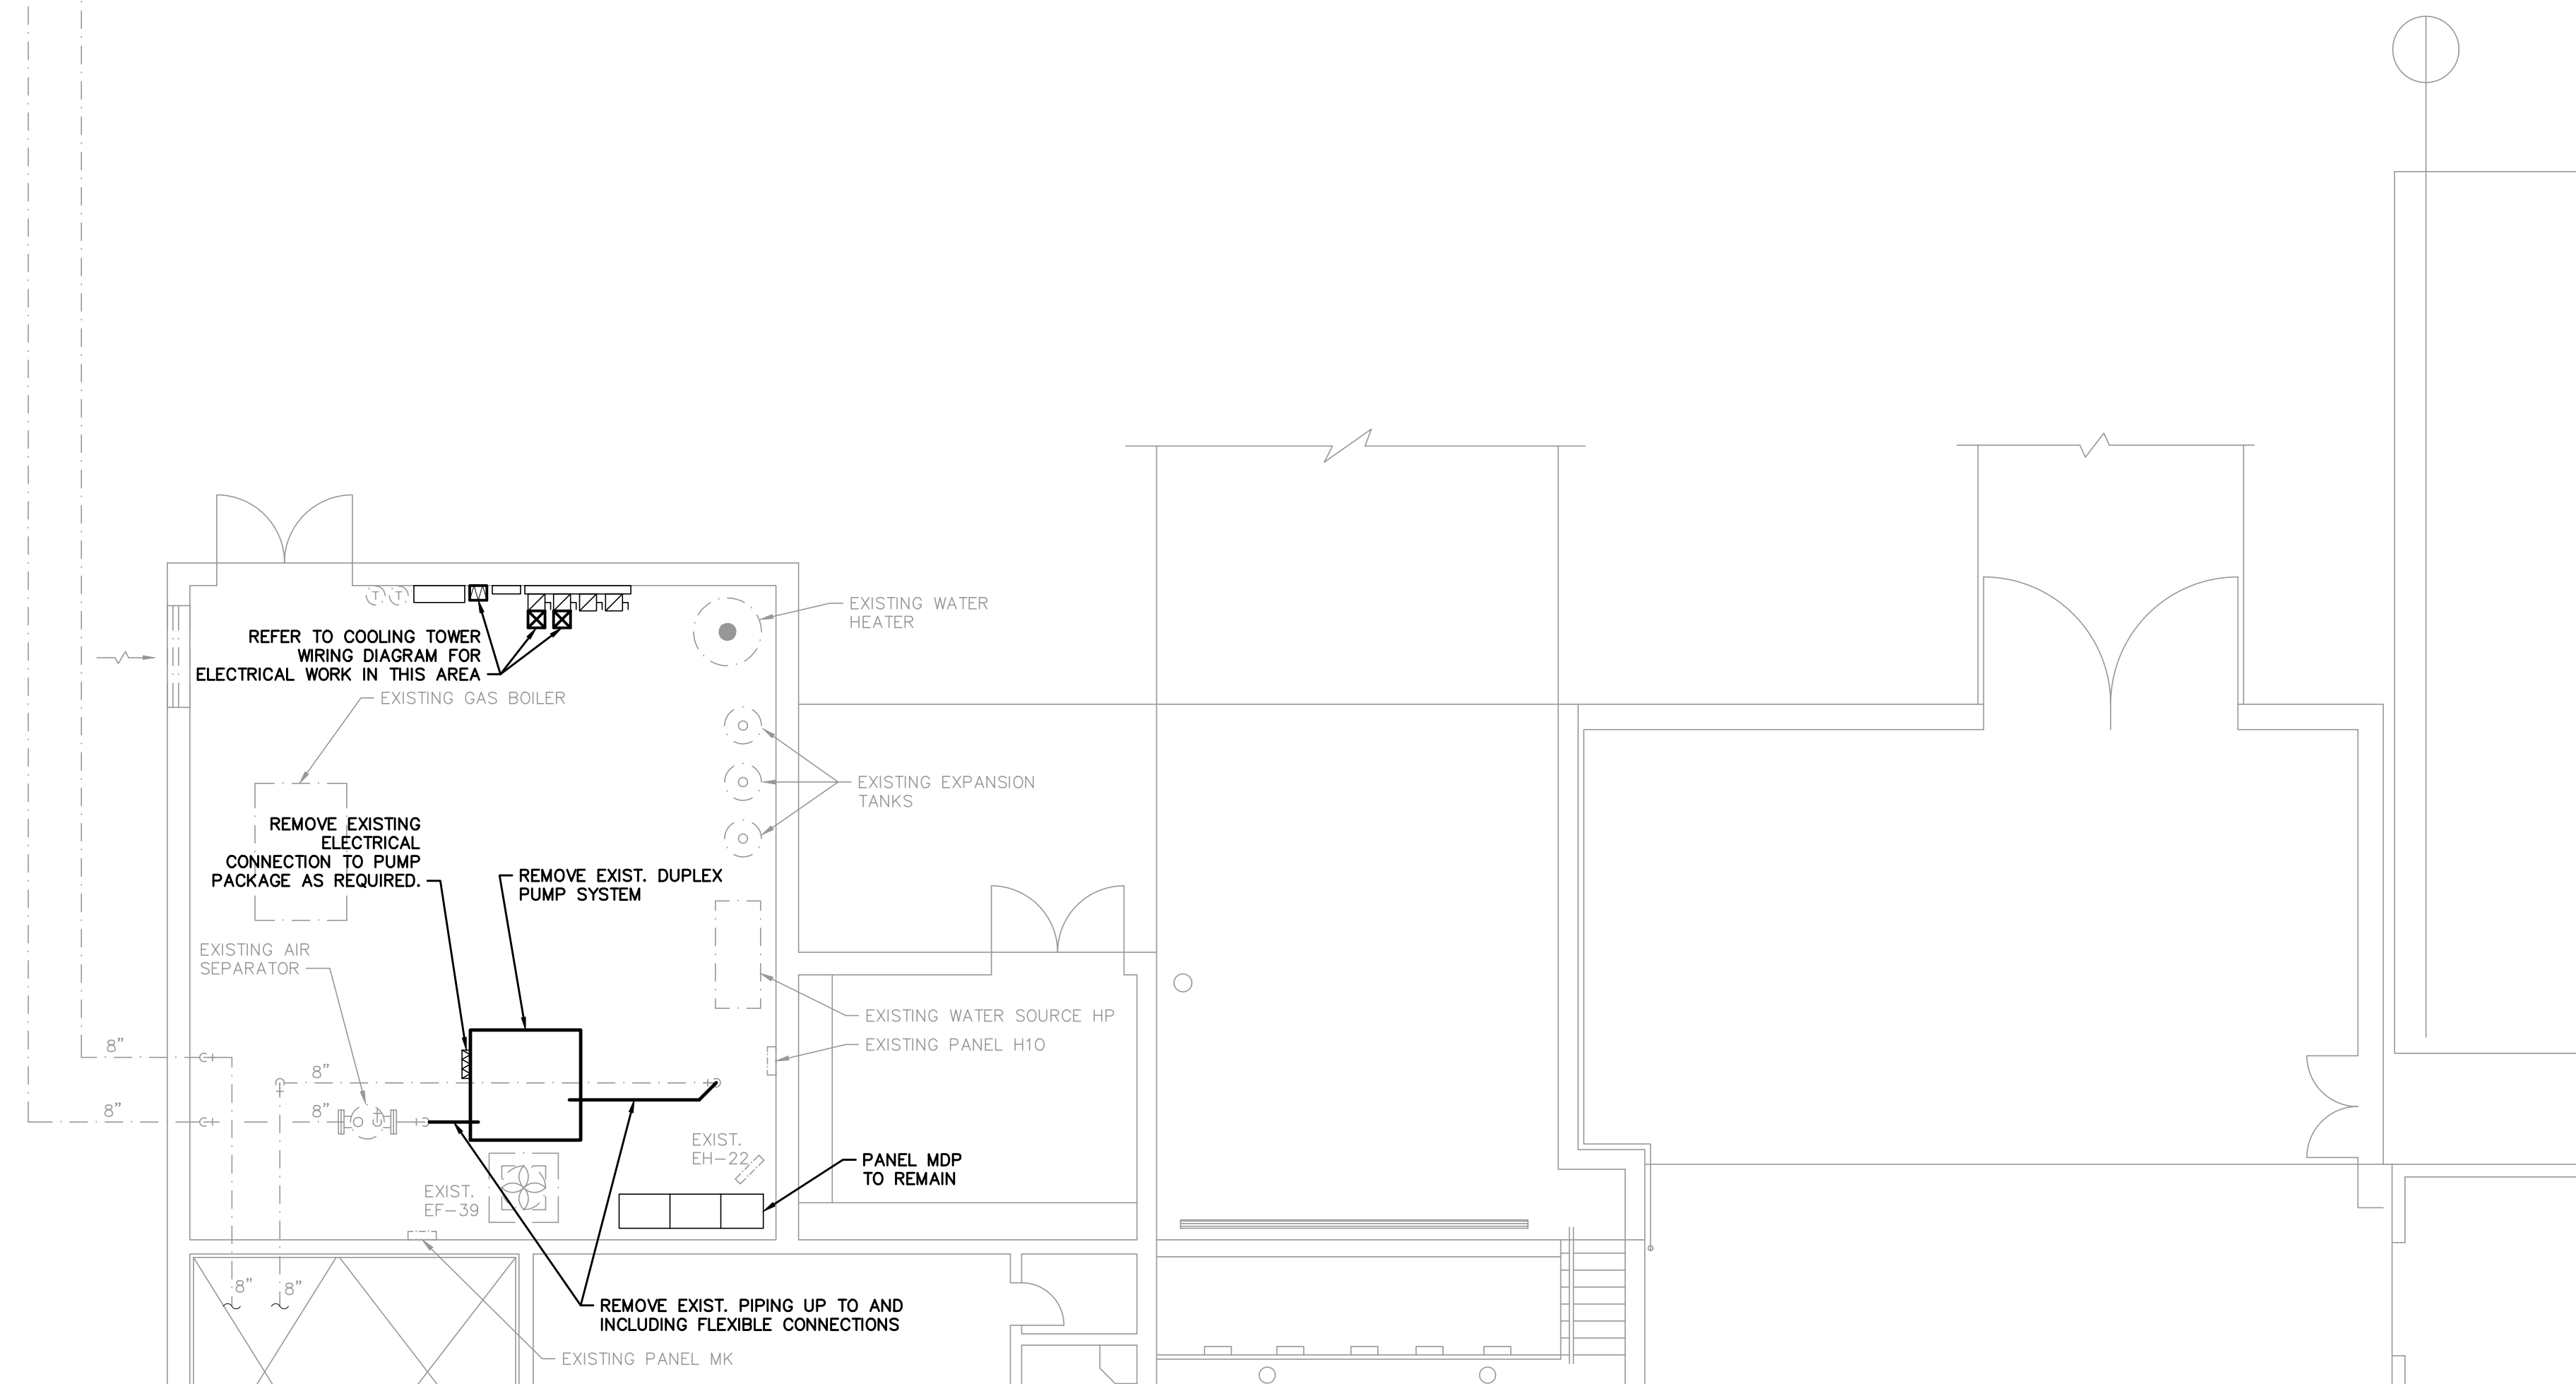 EXISTING WATER
HEATER
REFER TO COOLING TOWER
WIRING DIAGRAM FOR
ELECTRICAL WORK IN THIS AREA
EXISTING GAS BOILER
EXISTING EXPANSION
TANKS
REMOVE EXISTING
ELECTRICAL
CONNECTION TO PUMP
PACKAGE AS REQUIRED.
REMOVE EXIST. DUPLEX
PUMP SYSTEM
EXISTING AIR
SEPARATOR
EXISTING WATER SOURCE HP
EXISTING PANEL H10
8"
8"
8"
8"
EXIST.
EH-22
PANEL MDP
TO REMAIN
EXIST.
EF-39
8"
8"
REMOVE EXIST. PIPING UP TO AND
INCLUDING FLEXIBLE CONNECTIONS
EXISTING PANEL MK
T
T